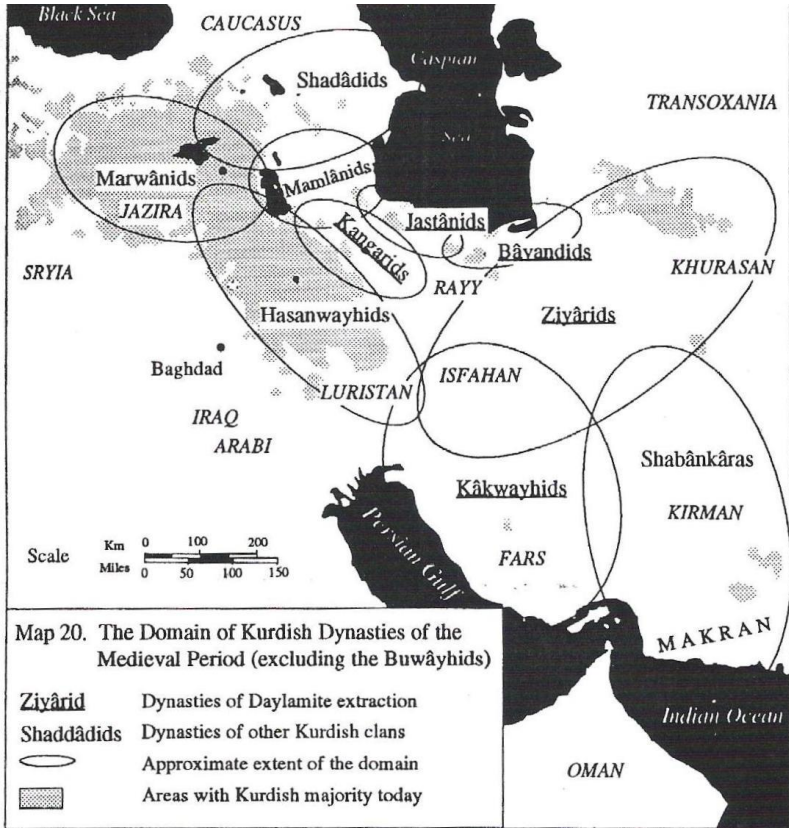 Black Sea
CAUCASUS
Shadâdids
Caspian
Sea
TRANSOXANIA
Marwânids
JAZIRA
Mamlânids
Kangarids
Jastânids
Bâvandids
SRYIA
RAYY
KHURASAN
Hasanwayhids
Ziyârids
Baghdad
LURISTAN
ISFAHAN
IRAQ
ARABI
Shabânkâras
Kâkwayhids
KIRMAN
Persian Gulf
FARS
Scale
Km 0 100 200
Miles 0 50 100 150
MAKRAN
Indian Ocean
OMAN
Map 20. The Domain of Kurdish Dynasties of the
Medieval Period (excluding the Buwâyhids)
Ziyârid Dynasties of Daylamite extraction
Shaddâdids Dynasties of other Kurdish clans
Approximate extent of the domain
Areas with Kurdish majority today